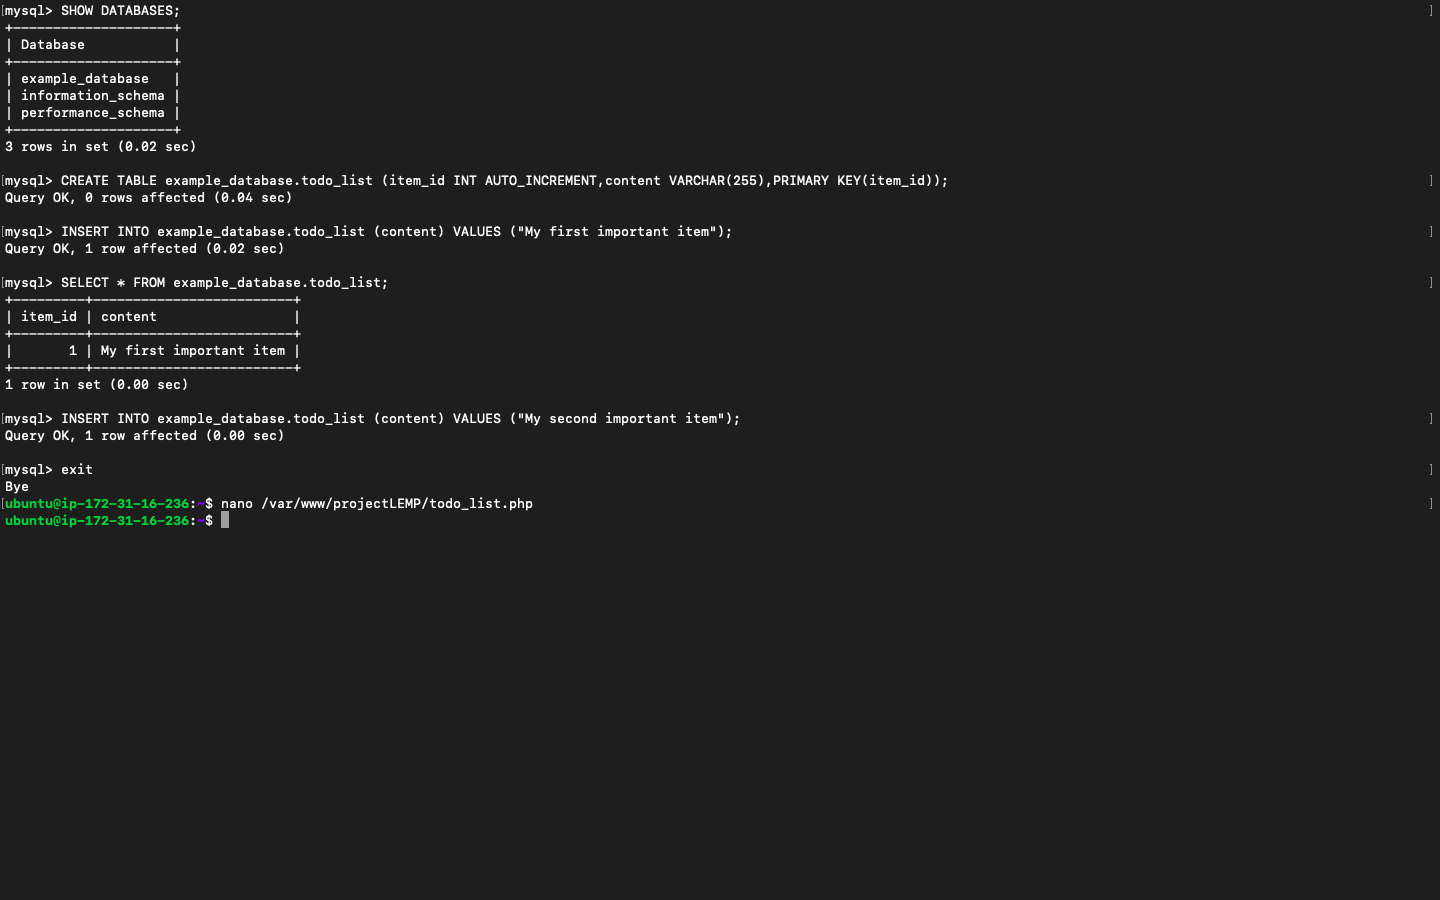 [mysql> SHOW DATABASES; ]
+--------------------+
| Database           |
+--------------------+
| example_database   |
| information_schema |
| performance_schema |
+--------------------+
3 rows in set (0.02 sec)
[mysql> CREATE TABLE example_database.todo_list (item_id INT AUTO_INCREMENT,content VARCHAR(255),PRIMARY KEY(item_id)); ]
Query OK, 0 rows affected (0.04 sec)
[mysql> INSERT INTO example_database.todo_list (content) VALUES ("My first important item"); ]
Query OK, 1 row affected (0.02 sec)
[mysql> SELECT * FROM example_database.todo_list; ]
+---------+-------------------------+
| item_id | content                 |
+---------+-------------------------+
|       1 | My first important item |
+---------+-------------------------+
1 row in set (0.00 sec)
[mysql> INSERT INTO example_database.todo_list (content) VALUES ("My second important item"); ]
Query OK, 1 row affected (0.00 sec)
[mysql> exit ]
Bye
[ubuntu@ip-172-31-16-236:~$ nano /var/www/projectLEMP/todo_list.php ]
ubuntu@ip-172-31-16-236:~$